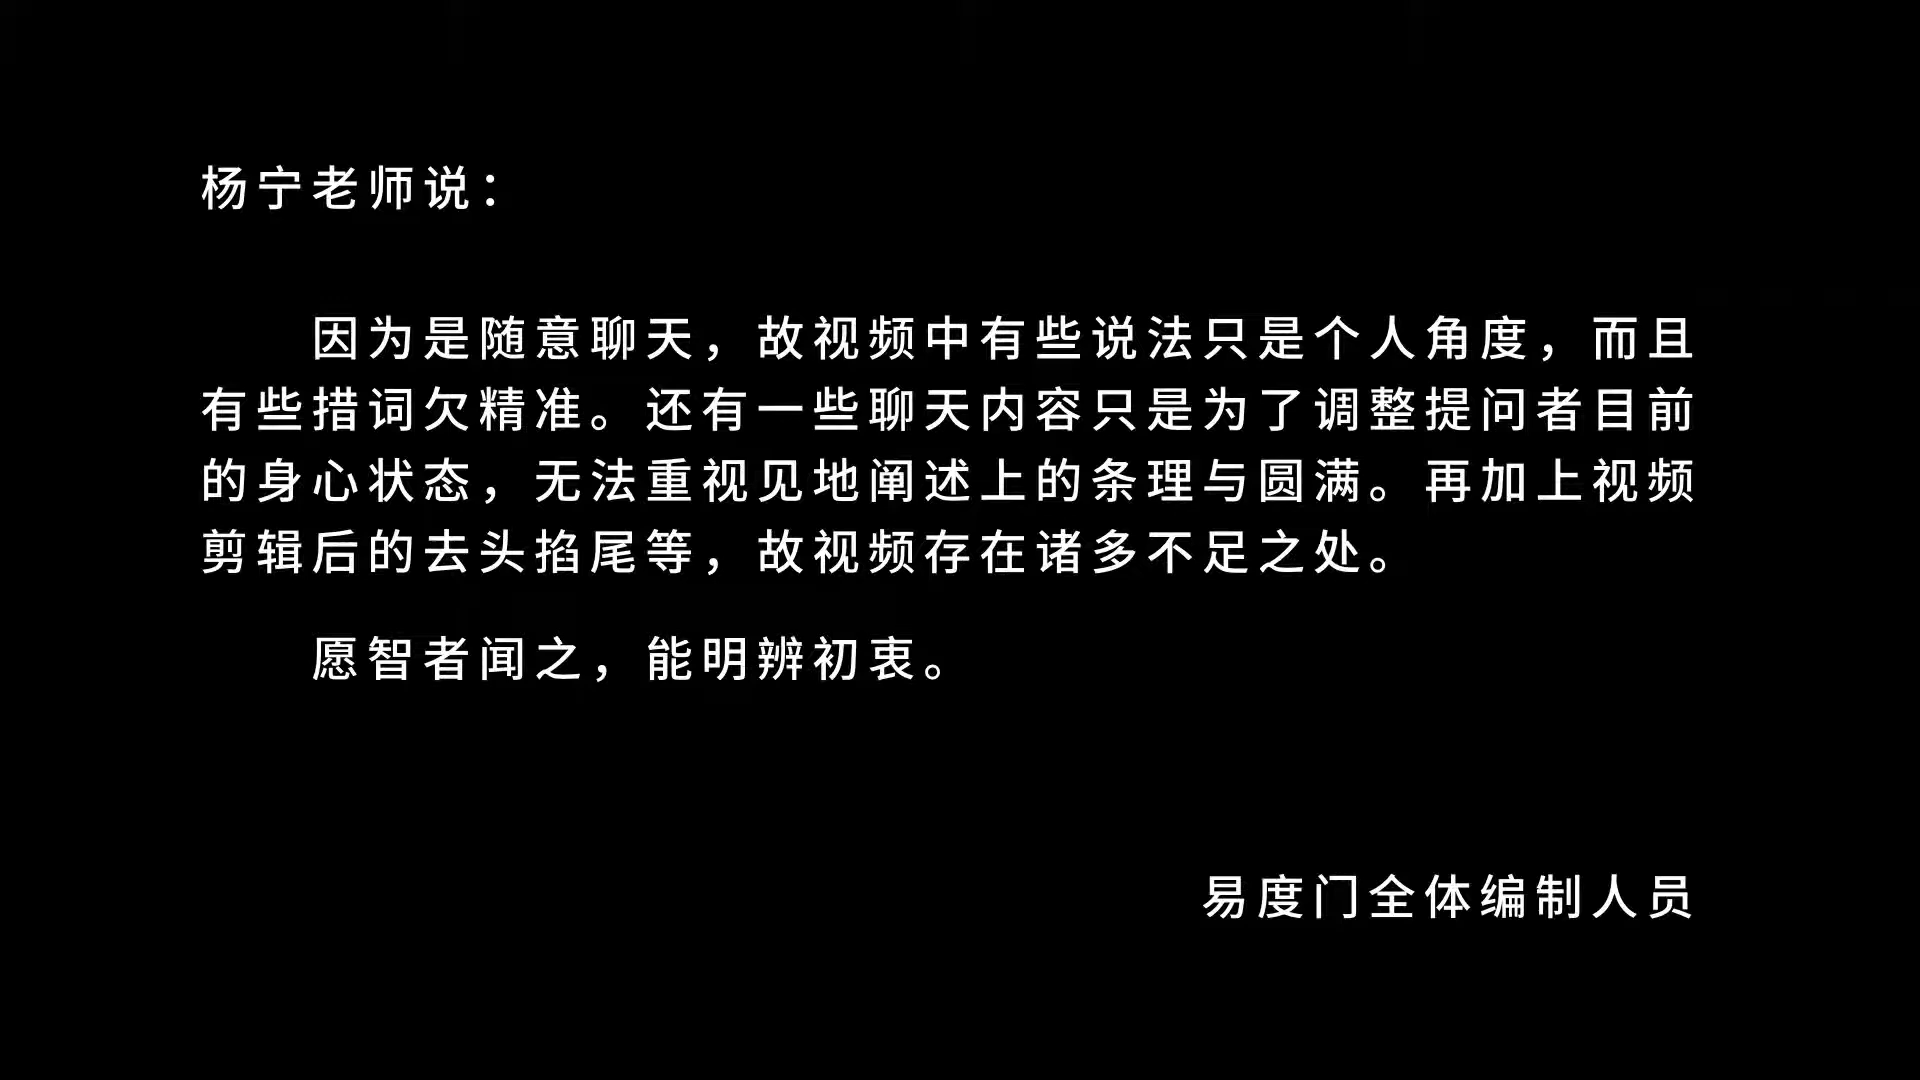 杨宁老师说：
因为是随意聊天，故视频中有些说法只是个人角度，而且
有些措词欠精准。还有一些聊天内容只是为了调整提问者目前
的身心状态，无法重视见地阐述上的条理与圆满。再加上视频
剪辑后的去头掐尾等，故视频存在诸多不足之处。
愿智者闻之，能明辨初衷。
易度门全体编制人员